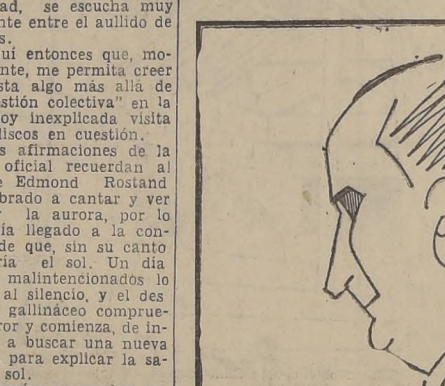 ad, se escucha muy
nte entre el aullido de
s.
uí entonces que, mo-
nte, me permita creer
sta algo más allá de
stión colectiva" en la
oy inexplicada visita
discos en cuestión.
s afirmaciones de la
oficial recuerdan al
e Edmond Rostand
brado a cantar y ver
la aurora, por lo
ía llegado a la con-
de que, sin su canto
ría el sol. Un día
malintencionados lo
al silencio, y el des
gallináceo comprue-
ror y comienza, de in-
a buscar una nueva
para explicar la sa-
sol.